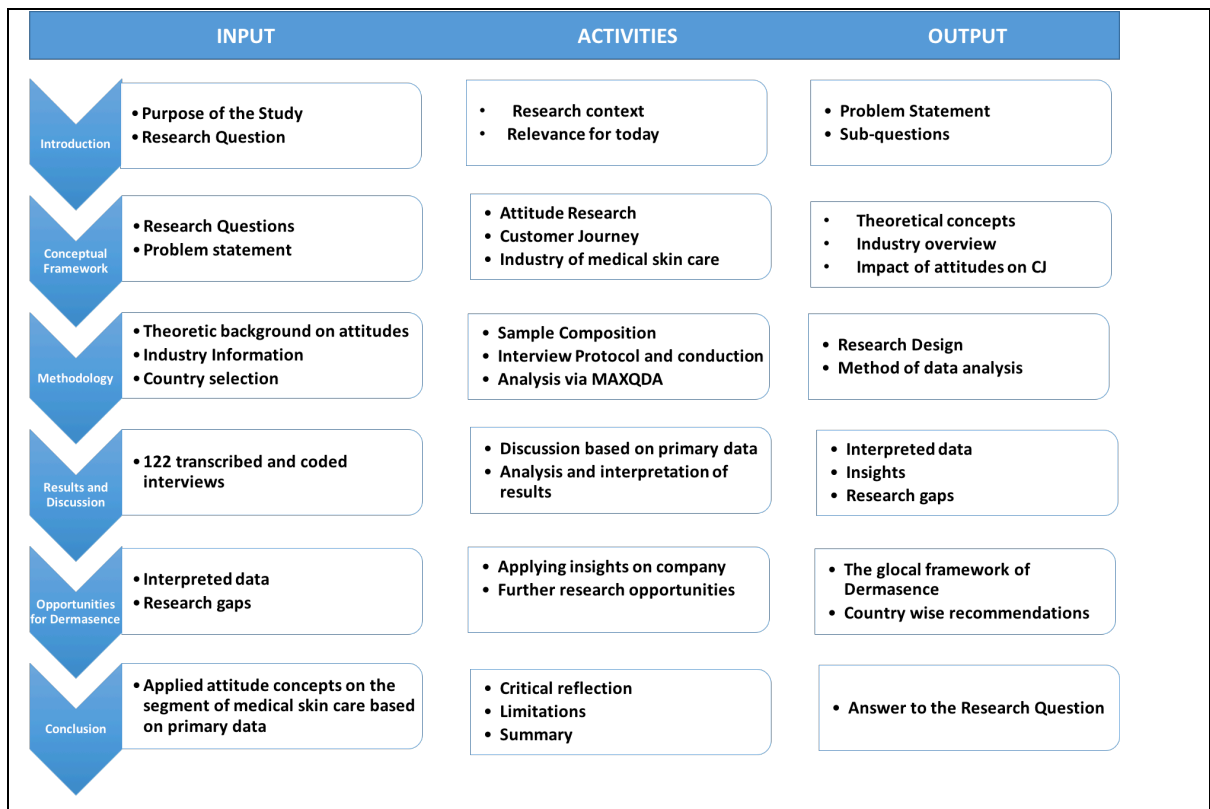 INPUT ACTIVITIES OUTPUT
Introduction
• Purpose of the Study
• Research Question
• Research context
• Relevance for today
• Problem Statement
• Sub-questions
Conceptual
Framework
• Research Questions
• Problem statement
• Attitude Research
• Customer Journey
• Industry of medical skin care
• Theoretical concepts
• Industry overview
• Impact of attitudes on CJ
Methodology
• Theoretic background on attitudes
• Industry Information
• Country selection
• Sample Composition
• Interview Protocol and conduction
• Analysis via MAXQDA
• Research Design
• Method of data analysis
Results and
Discussion
• 122 transcribed and coded
interviews
• Discussion based on primary data
• Analysis and interpretation of
results
• Interpreted data
• Insights
• Research gaps
Opportunities
for Dermasence
• Interpreted data
• Research gaps
• Applying insights on company
• Further research opportunities
• The glocal framework of
Dermasence
• Country wise recommendations
Conclusion
• Applied attitude concepts on the
segment of medical skin care based
on primary data
• Critical reflection
• Limitations
• Summary
• Answer to the Research Question